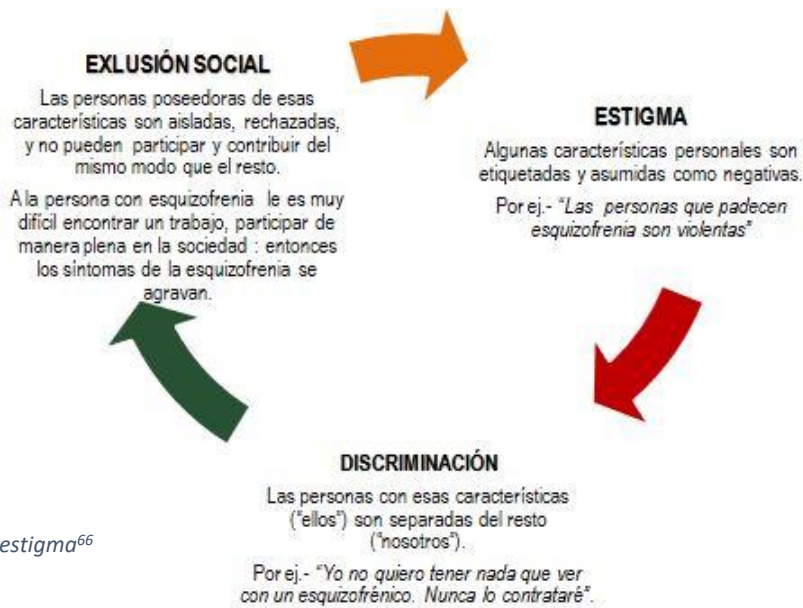 EXLUSIÓN SOCIAL
Las personas poseedoras de esas
características son aisladas, rechazadas,
y no pueden participar y contribuir del
mismo modo que el resto.
A la persona con esquizofrenia le es muy
difícil encontrar un trabajo, participar de
manera plena en la sociedad : entonces
los síntomas de la esquizofrenia se
agravan.
ESTIGMA
Algunas características personales son
etiquetadas y asumidas como negativas.
Por ej.- “Las personas que padecen
esquizofrenia son violentas”
DISCRIMINACIÓN
Las personas con esas características
(“ellos”) son separadas del resto
(“nosotros”).
Por ej.- “Yo no quiero tener nada que ver
con un esquizofrénico. Nunca lo contrataré”.
estigma66